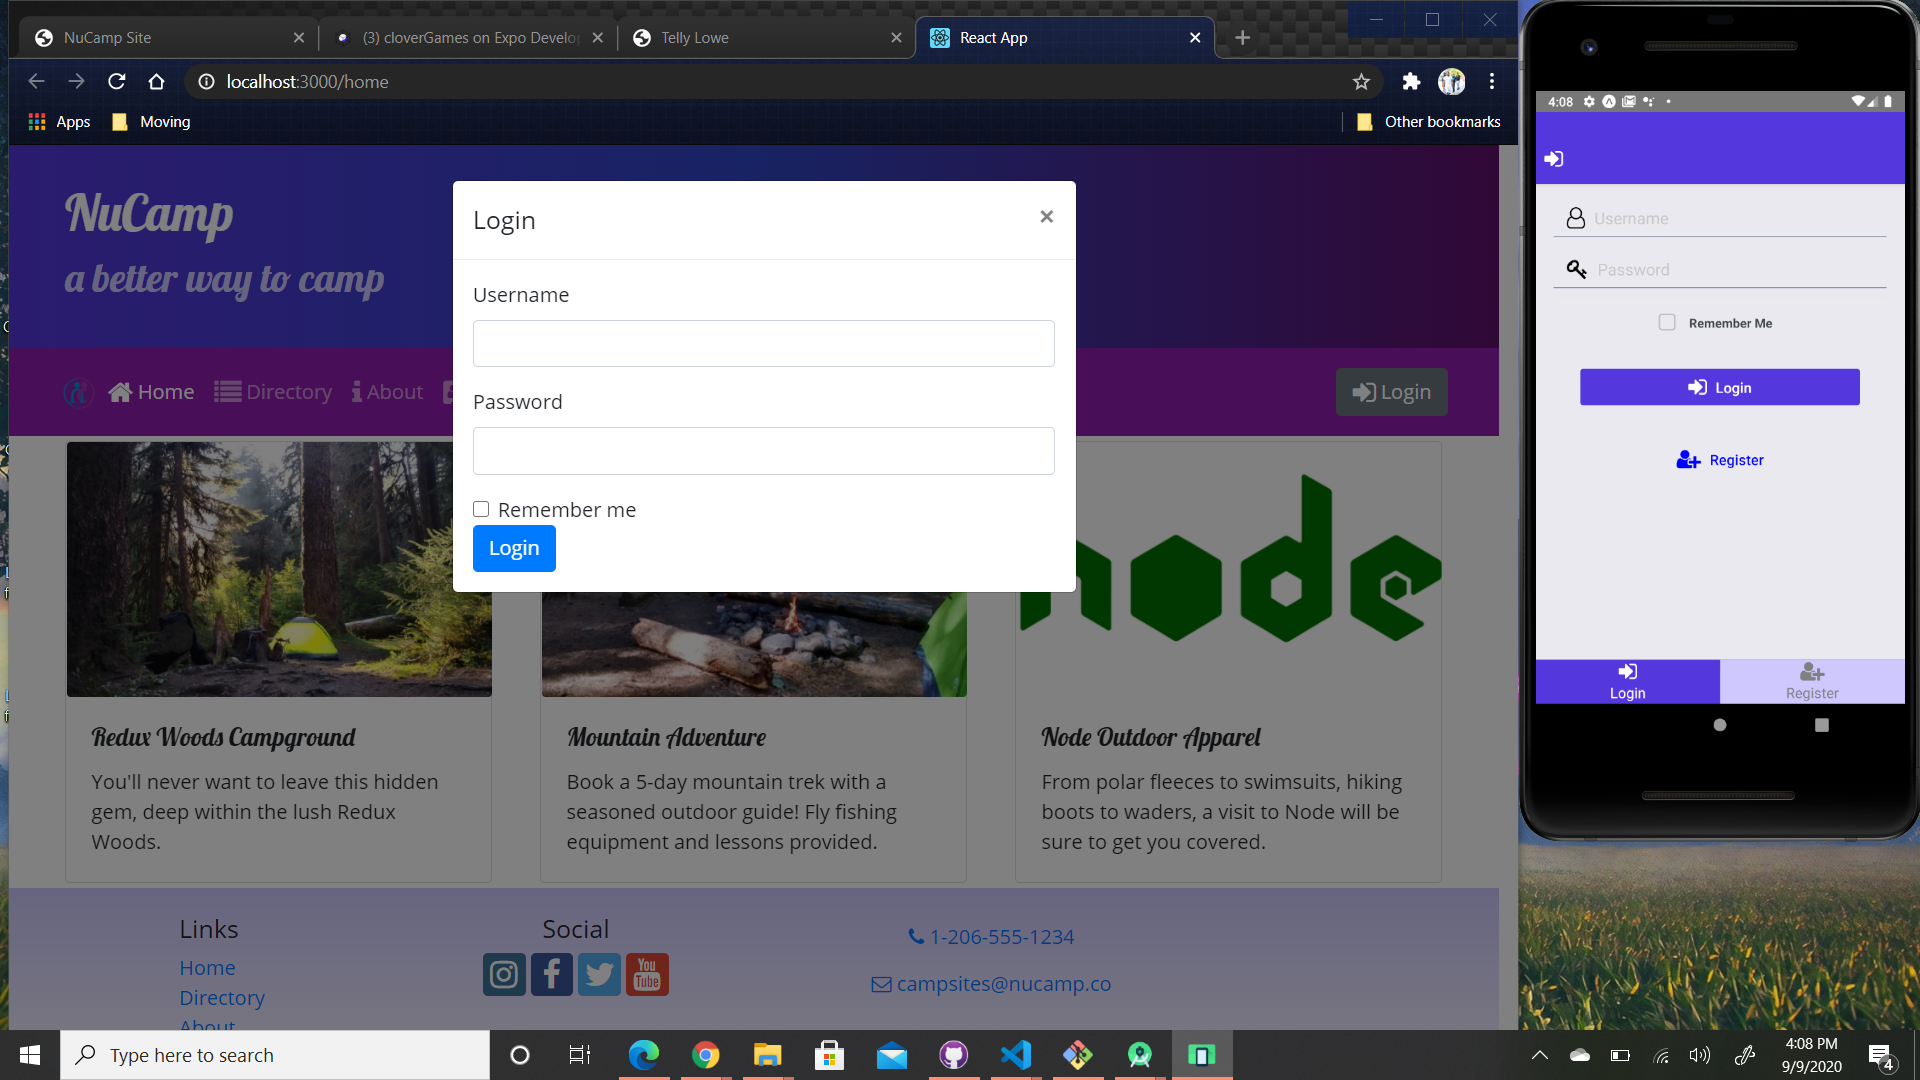 NuCamp Site
(3) cloverGames on Expo Develo
Telly Lowe
React App
localhost:3000/home
Apps
Moving
Other bookmarks
NuCamp
a better way to camp
Home
Directory
About
Login
Login
×
Username
Password
Remember me
Login
node
Redux Woods Campground
You'll never want to leave this hidden
gem, deep within the lush Redux
Woods.
Mountain Adventure
Book a 5-day mountain trek with a
seasoned outdoor guide! Fly fishing
equipment and lessons provided.
Node Outdoor Apparel
From polar fleeces to swimsuits, hiking
boots to waders, a visit to Node will be
sure to get you covered.
Links
Home
Directory
About
Social
You
Tube
1-206-555-1234
campsites@nucamp.co
4:08
Username
Password
Remember Me
Login
Register
Login
Register
Type here to search
4:08 PM
9/9/2020
4